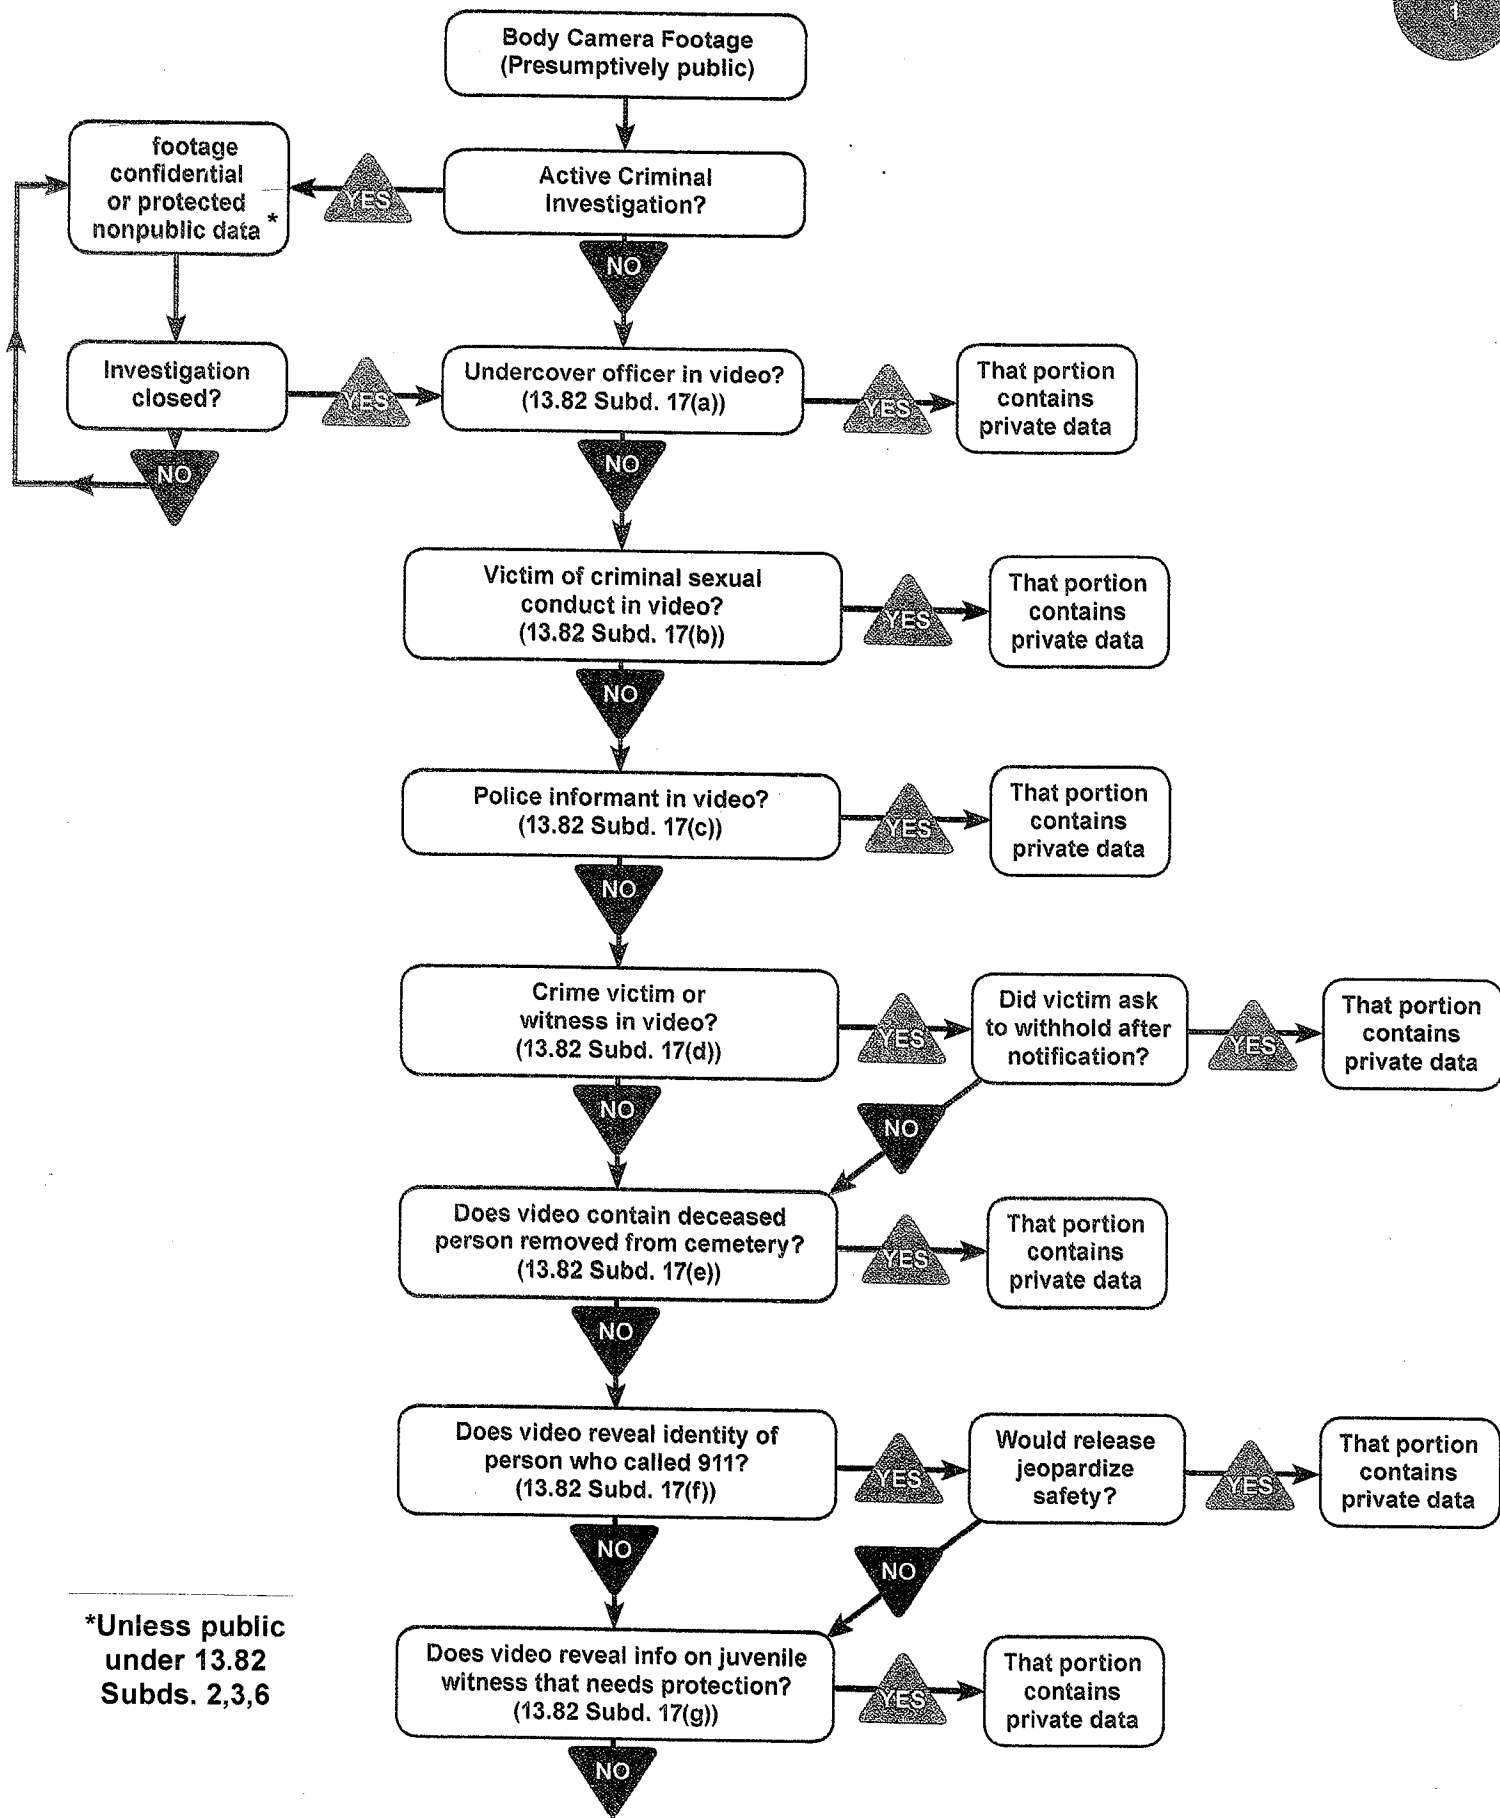 1
Body Camera Footage
(Presumptively public)
footage
confidential
or protected
nonpublic data *
YES
Active Criminal
Investigation?
NO
Investigation
closed?
YES
NO
Undercover officer in video?
(13.82 Subd. 17(a))
YES
That portion
contains
private data
NO
Victim of criminal sexual
conduct in video?
(13.82 Subd. 17(b))
YES
That portion
contains
private data
NO
Police informant in video?
(13.82 Subd. 17(c))
YES
That portion
contains
private data
NO
Crime victim or
witness in video?
(13.82 Subd. 17(d))
YES
Did victim ask
to withhold after
notification?
YES
That portion
contains
private data
NO
NO
Does video contain deceased
person removed from cemetery?
(13.82 Subd. 17(e))
YES
That portion
contains
private data
NO
Does video reveal identity of
person who called 911?
(13.82 Subd. 17(f))
YES
Would release
jeopardize
safety?
YES
That portion
contains
private data
NO
NO
*Unless public
under 13.82
Subds. 2,3,6
Does video reveal info on juvenile
witness that needs protection?
(13.82 Subd. 17(g))
YES
That portion
contains
private data
NO